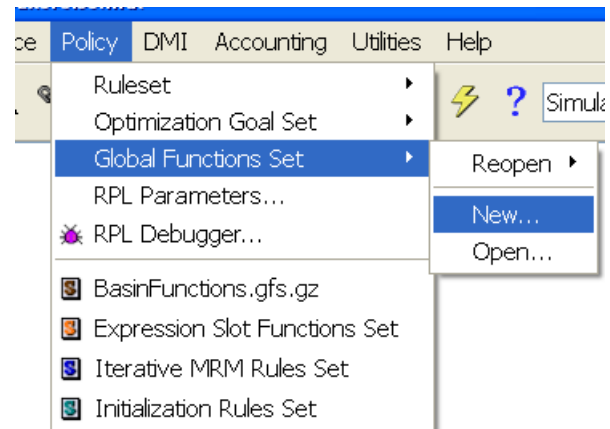 ce Policy DMI Accounting Utilities Help
Ruleset
? Simula
Optimization Goal Set
Global Functions Set
Reopen
RPL Parameters...
New...
RPL Debugger...
Open...
BasinFunctions.gfs.gz
Expression Slot Functions Set
Iterative MRM Rules Set
Initialization Rules Set